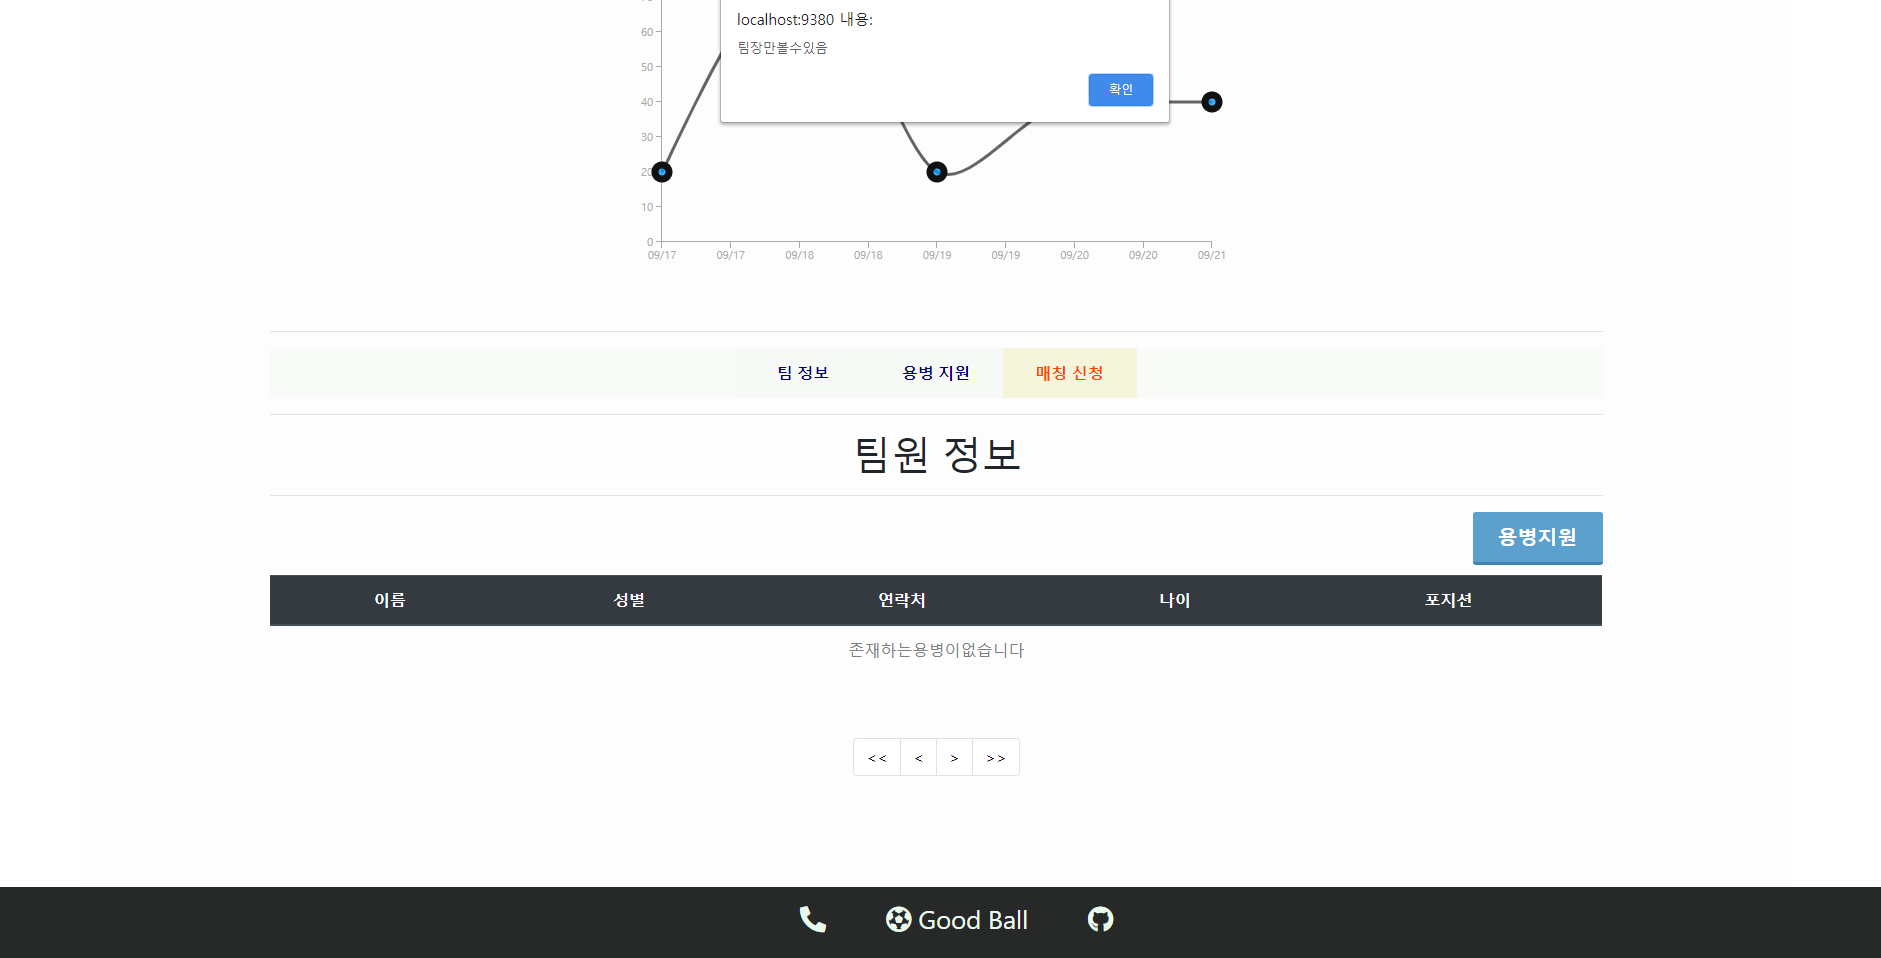 localhost:9380 내용:
팀장만볼수있음
확인
60
50
40
30
20
10
0
09/17 09/17 09/18 09/18 09/19 09/19 09/20 09/20 09/21
팀 정보 용병 지원 매칭 신청
팀원 정보
용병지원
이름 성별 연락처 나이 포지션
존재하는용병이없습니다
<< < > >>
Good Ball